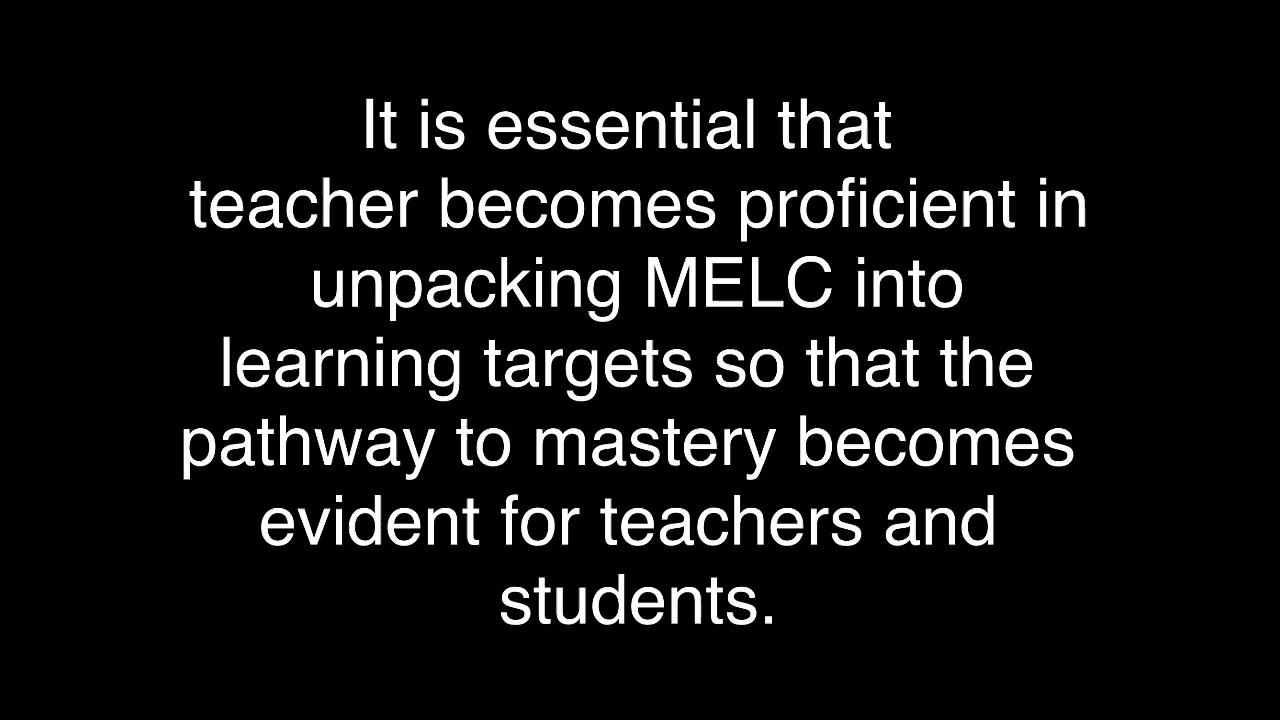 It is essential that
teacher becomes proficient in
unpacking MELC into
learning targets so that the
pathway to mastery becomes
evident for teachers and
students.